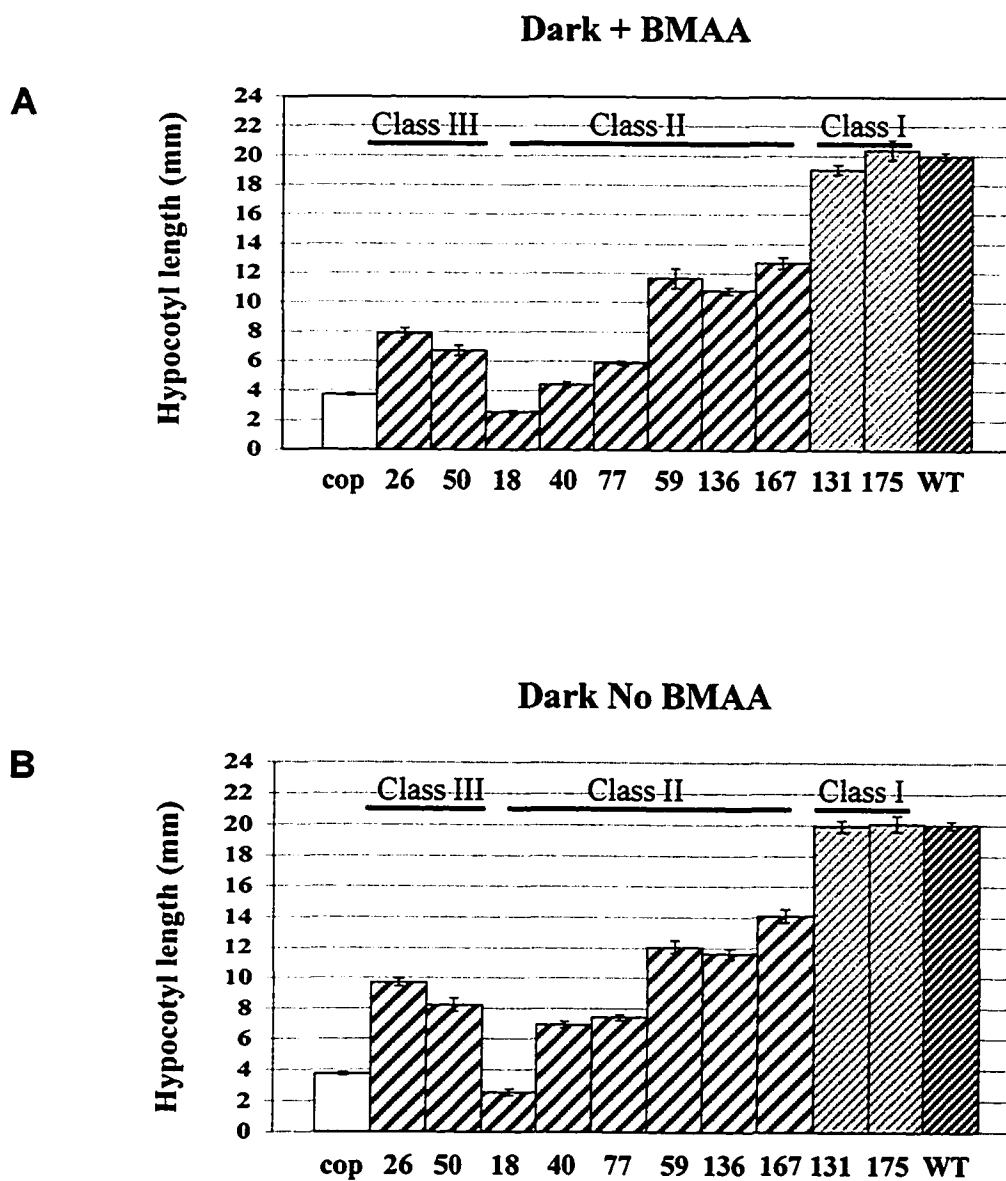 Dark + BMAA
A
Hypocotyl length (mm)
24
22
20
18
16
14
12
10
8
6
4
2
0
Class III Class II Class I
cop 26 50 18 40 77 59 136 167 131 175 WT
Dark No BMAA
B
Hypocotyl length (mm)
24
22
20
18
16
14
12
10
8
6
4
2
0
Class III Class II Class I
cop 26 50 18 40 77 59 136 167 131 175 WT